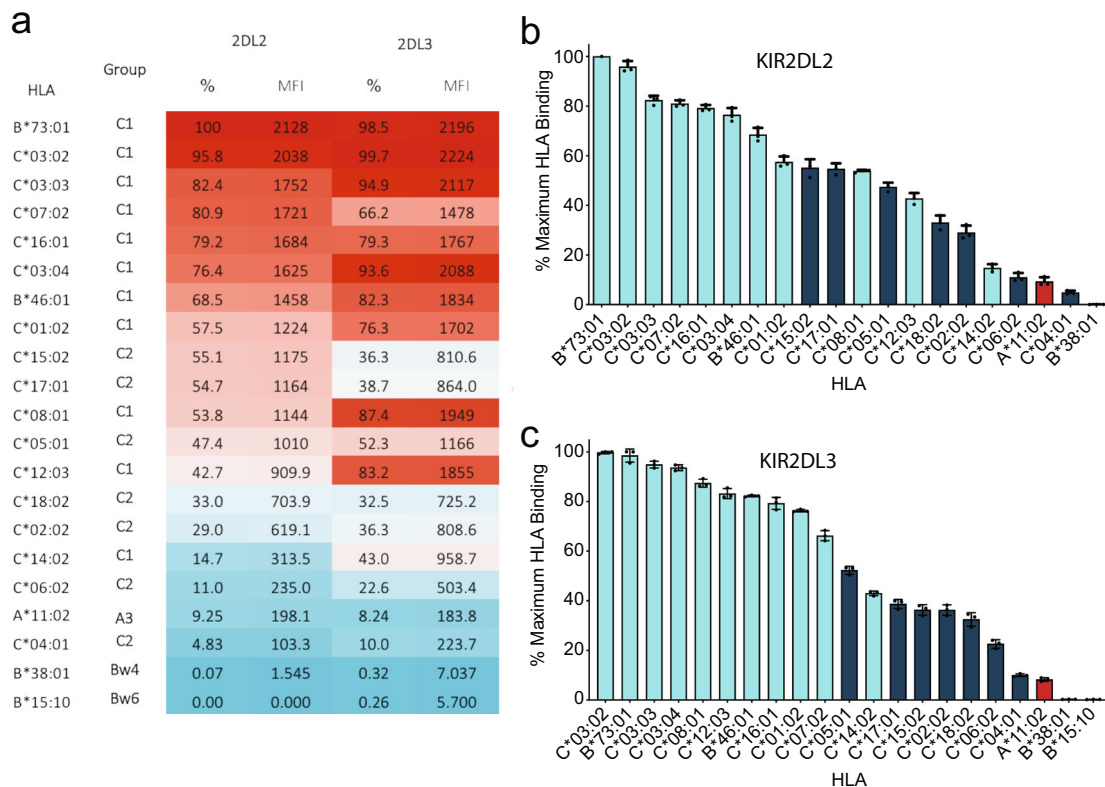 a
2DL2 2DL3
HLA Group % MFI % MFI
B*73:01 C1 100 2128 98.5 2196
C*03:02 C1 95.8 2038 99.7 2224
C*03:03 C1 82.4 1752 94.9 2117
C*07:02 C1 80.9 1721 66.2 1478
C*16:01 C1 79.2 1684 79.3 1767
C*03:04 C1 76.4 1625 93.6 2088
B*46:01 C1 68.5 1458 82.3 1834
C*01:02 C1 57.5 1224 76.3 1702
C*15:02 C2 55.1 1175 36.3 810.6
C*17:01 C2 54.7 1164 38.7 864.0
C*08:01 C1 53.8 1144 87.4 1949
C*05:01 C2 47.4 1010 52.3 1166
C*12:03 C1 42.7 909.9 83.2 1855
C*18:02 C2 33.0 703.9 32.5 725.2
C*02:02 C2 29.0 619.1 36.3 808.6
C*14:02 C1 14.7 313.5 43.0 958.7
C*06:02 C2 11.0 235.0 22.6 503.4
A*11:02 A3 9.25 198.1 8.24 183.8
C*04:01 C2 4.83 103.3 10.0 223.7
B*38:01 Bw4 0.07 1.545 0.32 7.037
B*15:10 Bw6 0.00 0.000 0.26 5.700
b
KIR2DL2
% Maximum HLA Binding
100
80
60
40
20
0
B*73:01
C*03:02
C*03:03
C*07:02
C*16:01
C*03:04
B*46:01
C*01:02
C*15:02
C*17:01
C*08:01
C*05:01
C*12:03
C*18:02
C*02:02
C*14:02
C*06:02
A*11:02
C*04:01
B*38:01
HLA
c
KIR2DL3
% Maximum HLA Binding
100
80
60
40
20
0
C*03:02
B*73:01
C*03:03
C*03:04
C*08:01
C*12:03
B*46:01
C*16:01
C*01:02
C*07:02
C*05:01
C*14:02
C*17:01
C*15:02
C*02:02
C*18:02
C*06:02
C*04:01
A*11:02
B*38:01
B*15:10
HLA